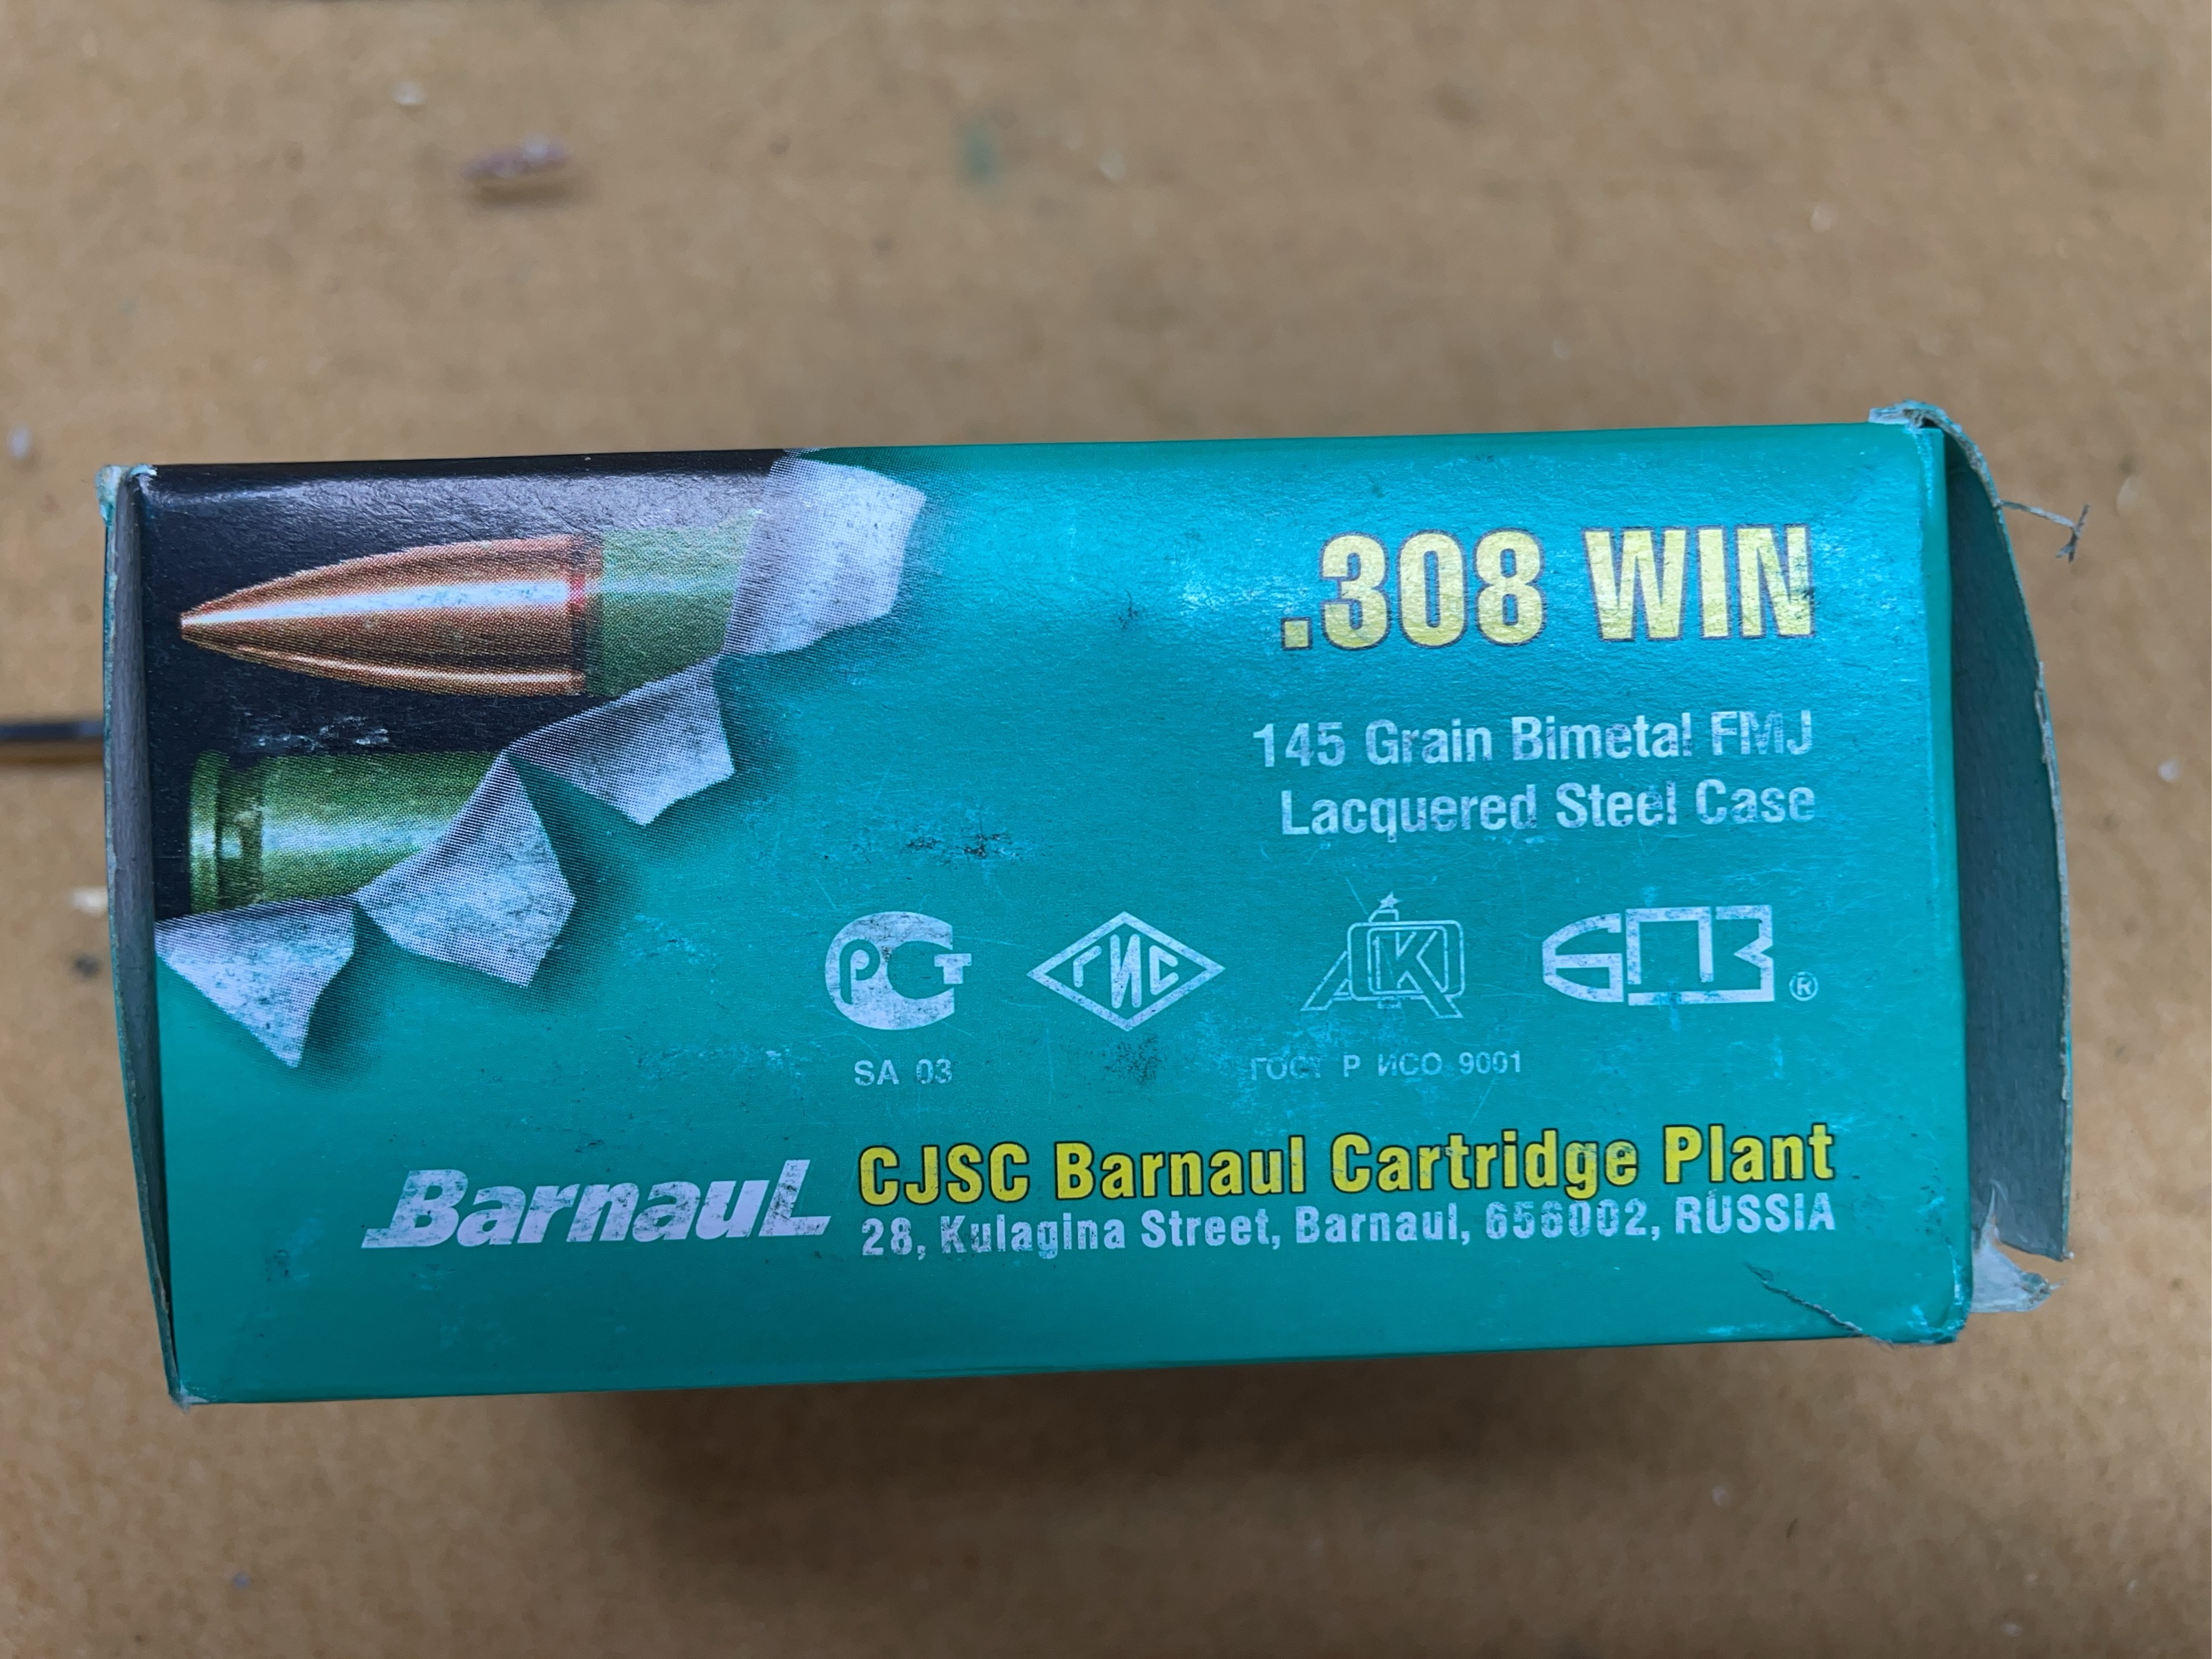 .308 WIN
145 Grain Bimetal FMJ
Lacquered Steel Case
РСТ ГИС БПЗ ®
SA 03 ГОСТ Р ИСО 9001
BarnauL CJSC Barnaul Cartridge Plant
28, Kulagina Street, Barnaul, 656002, RUSSIA